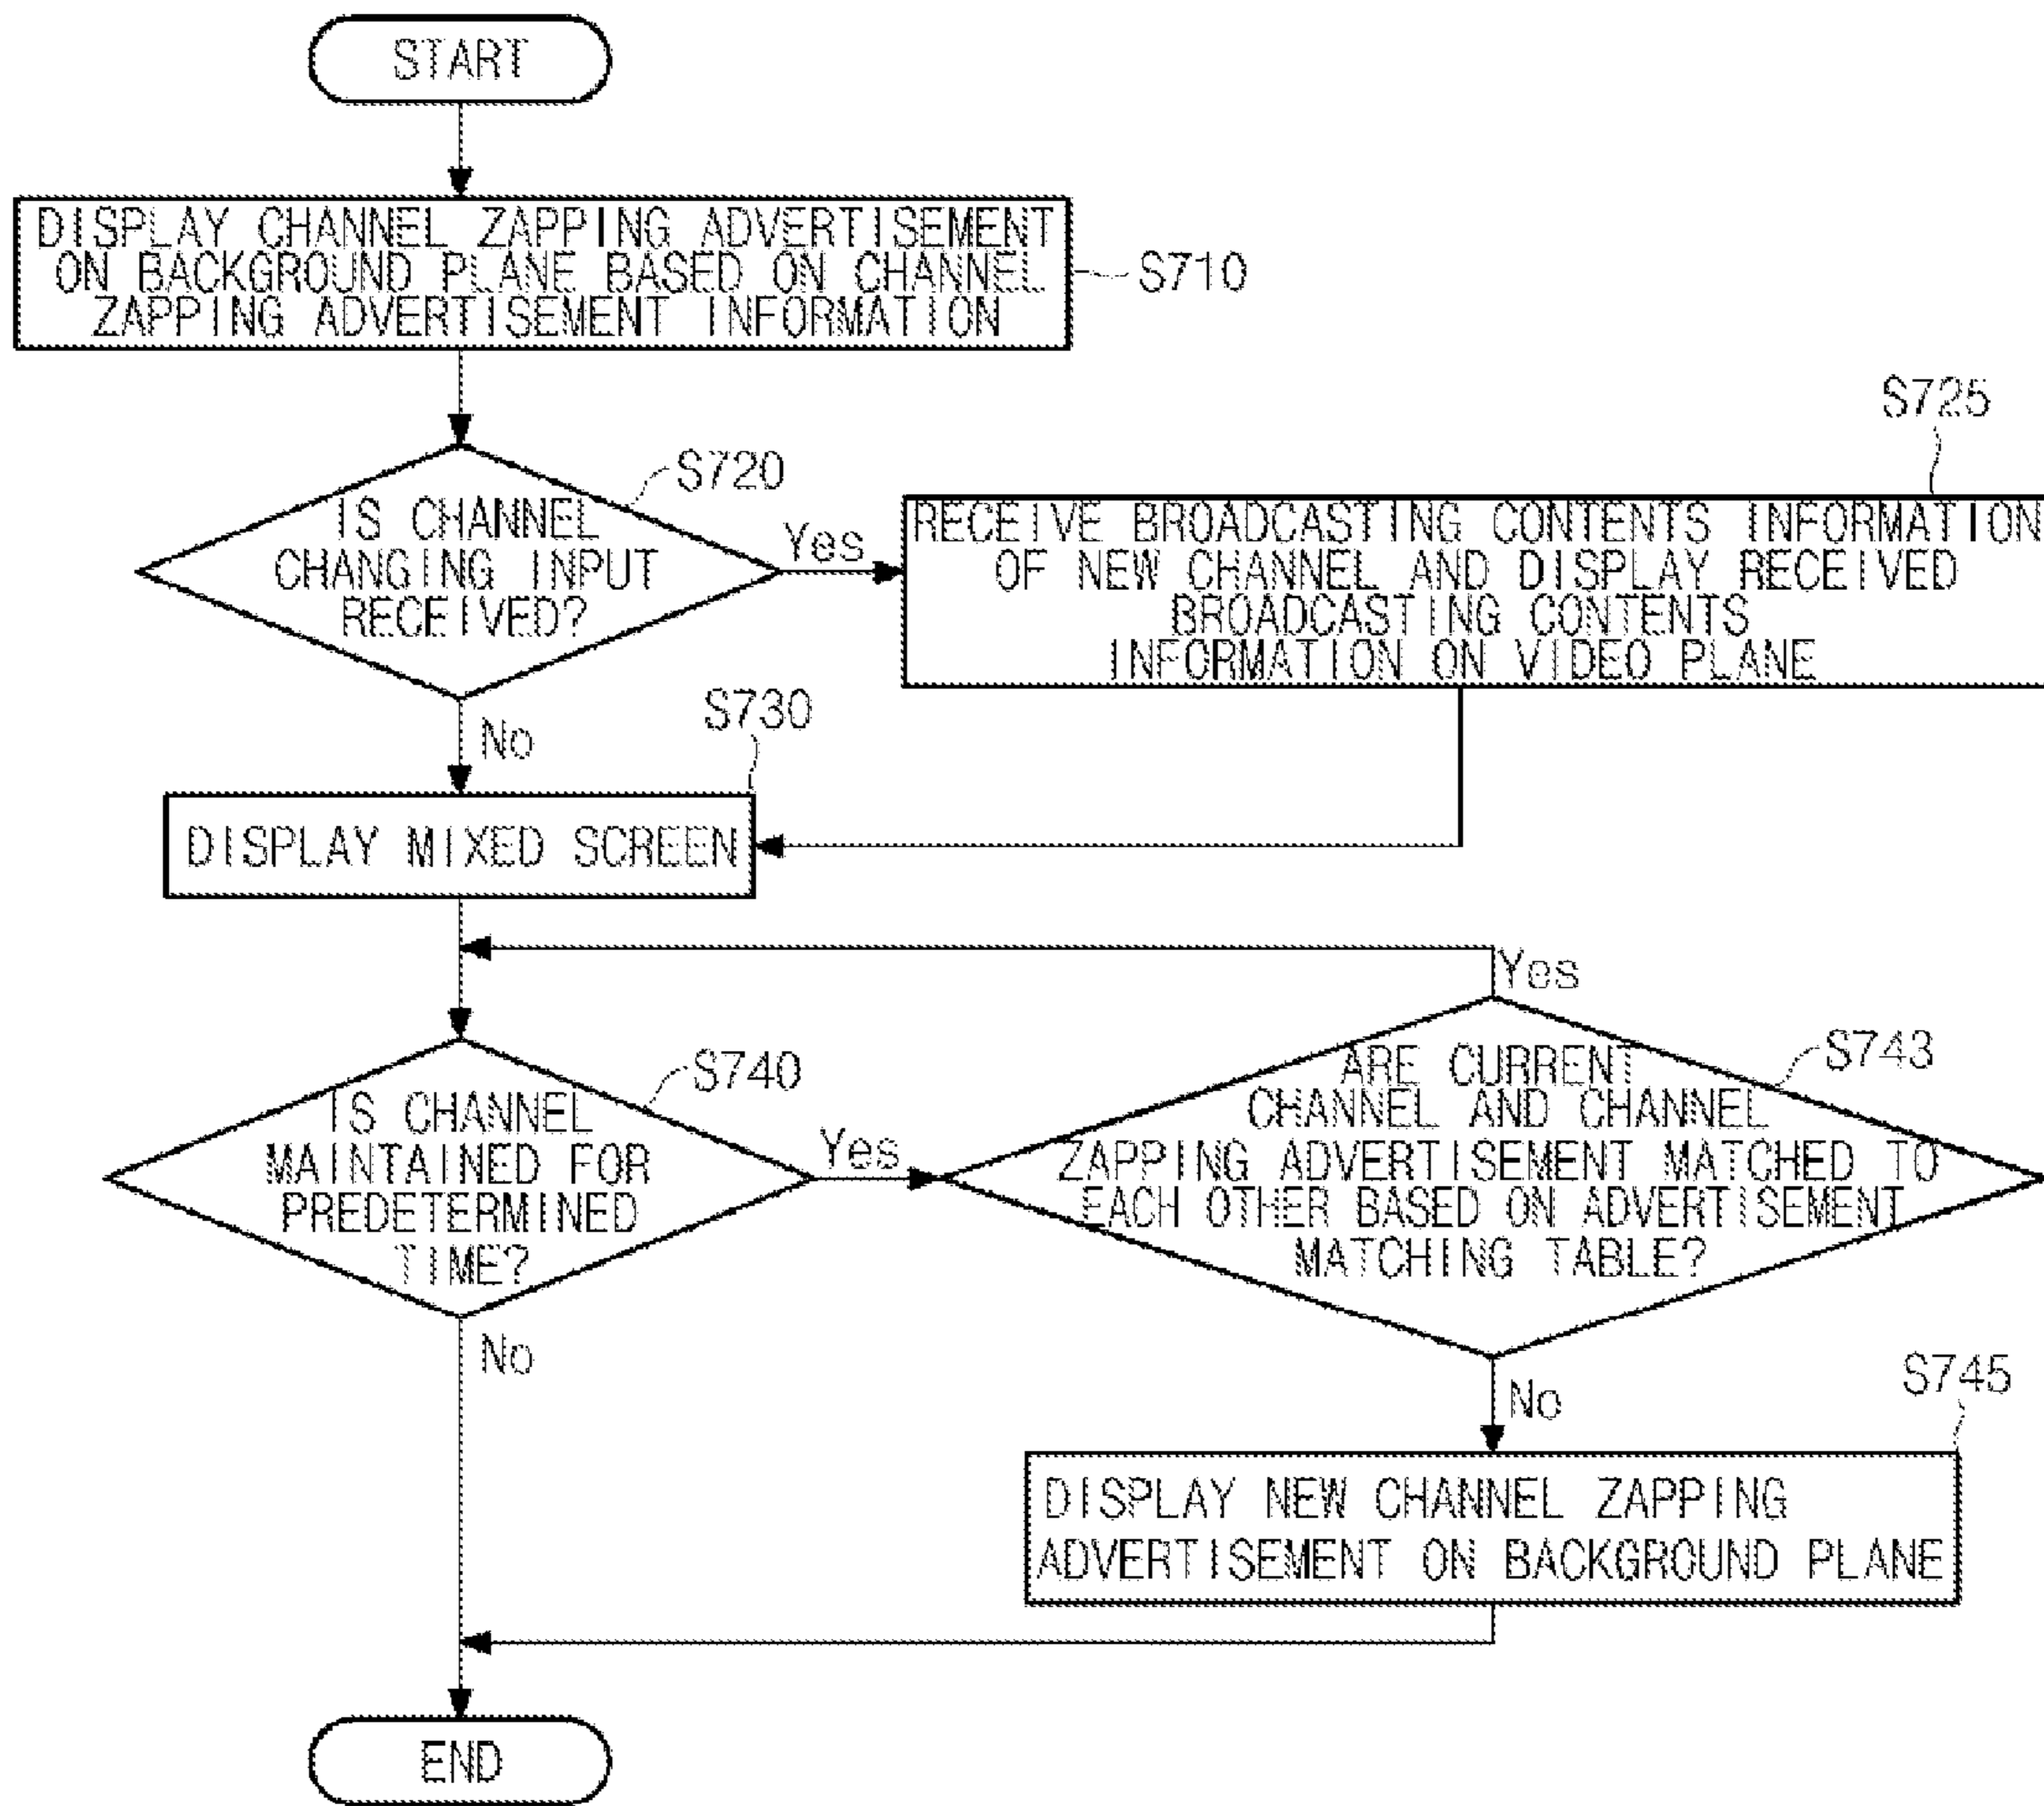 START
DISPLAY CHANNEL ZAPPING ADVERTISEMENT
ON BACKGROUND PLANE BASED ON CHANNEL
ZAPPING ADVERTISEMENT INFORMATION
S710
S720
IS CHANNEL
CHANGING INPUT
RECEIVED?
Yes
No
S725
RECEIVE BROADCASTING CONTENTS INFORMATION
OF NEW CHANNEL AND DISPLAY RECEIVED
BROADCASTING CONTENTS
INFORMATION ON VIDEO PLANE
S730
DISPLAY MIXED SCREEN
S740
IS CHANNEL
MAINTAINED FOR
PREDETERMINED
TIME?
Yes
No
Yes
S743
ARE CURRENT
CHANNEL AND CHANNEL
ZAPPING ADVERTISEMENT MATCHED TO
EACH OTHER BASED ON ADVERTISEMENT
MATCHING TABLE?
No
S745
DISPLAY NEW CHANNEL ZAPPING
ADVERTISEMENT ON BACKGROUND PLANE
END